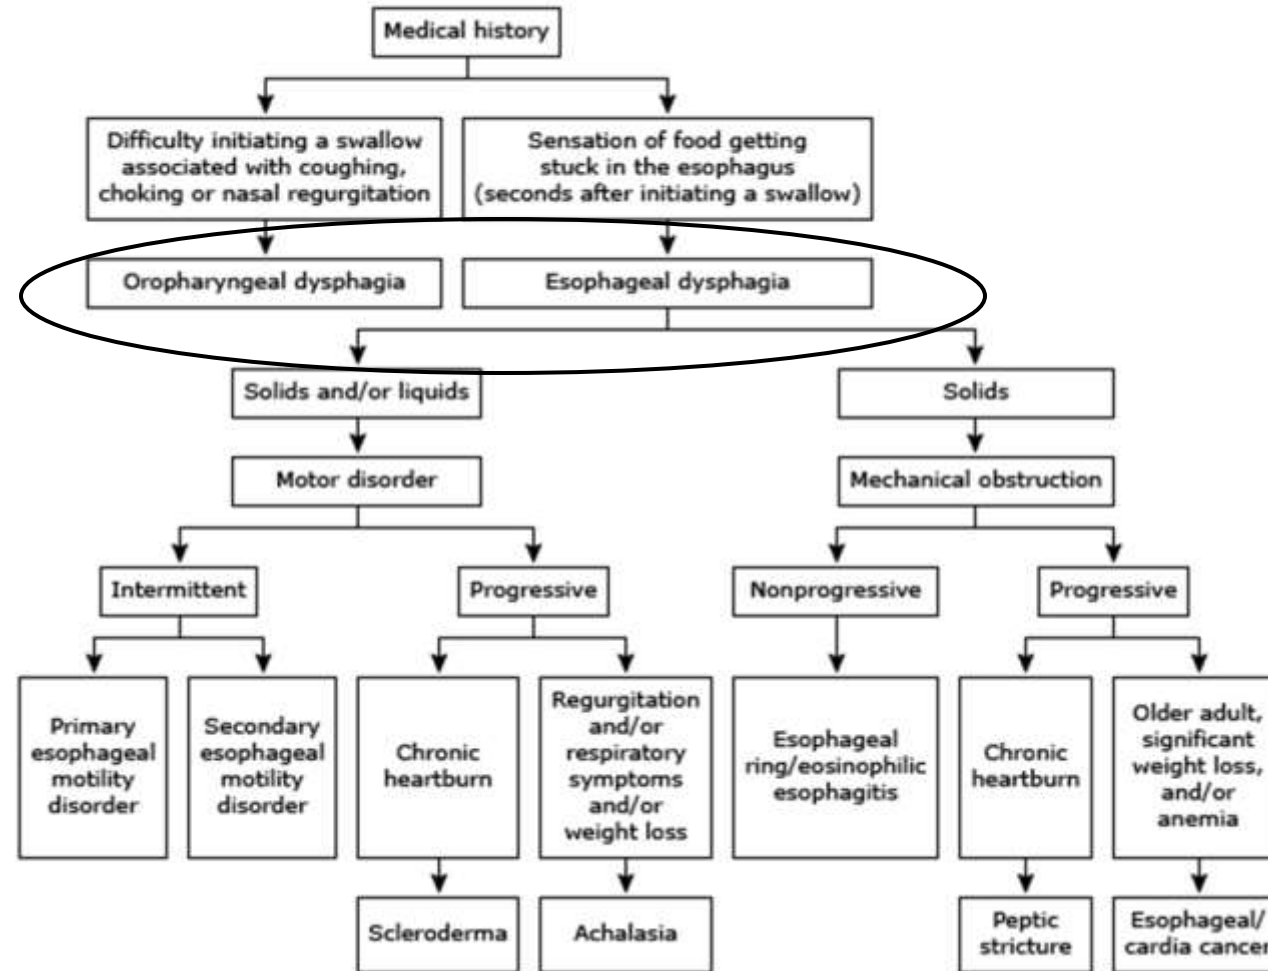 Medical history
Difficulty initiating a swallow
associated with coughing,
choking or nasal regurgitation
Sensation of food getting
stuck in the esophagus
(seconds after initiating a swallow)
Oropharyngeal dysphagia
Esophageal dysphagia
Solids and/or liquids
Solids
Motor disorder
Mechanical obstruction
Intermittent
Progressive
Nonprogressive
Progressive
Primary
esophageal
motility
disorder
Secondary
esophageal
motility
disorder
Chronic
heartburn
Regurgitation
and/or
respiratory
symptoms
and/or
weight loss
Esophageal
ring/eosinophilic
esophagitis
Chronic
heartburn
Older adult,
significant
weight loss,
and/or
anemia
Scleroderma
Achalasia
Peptic
stricture
Esophageal/
cardia cancer